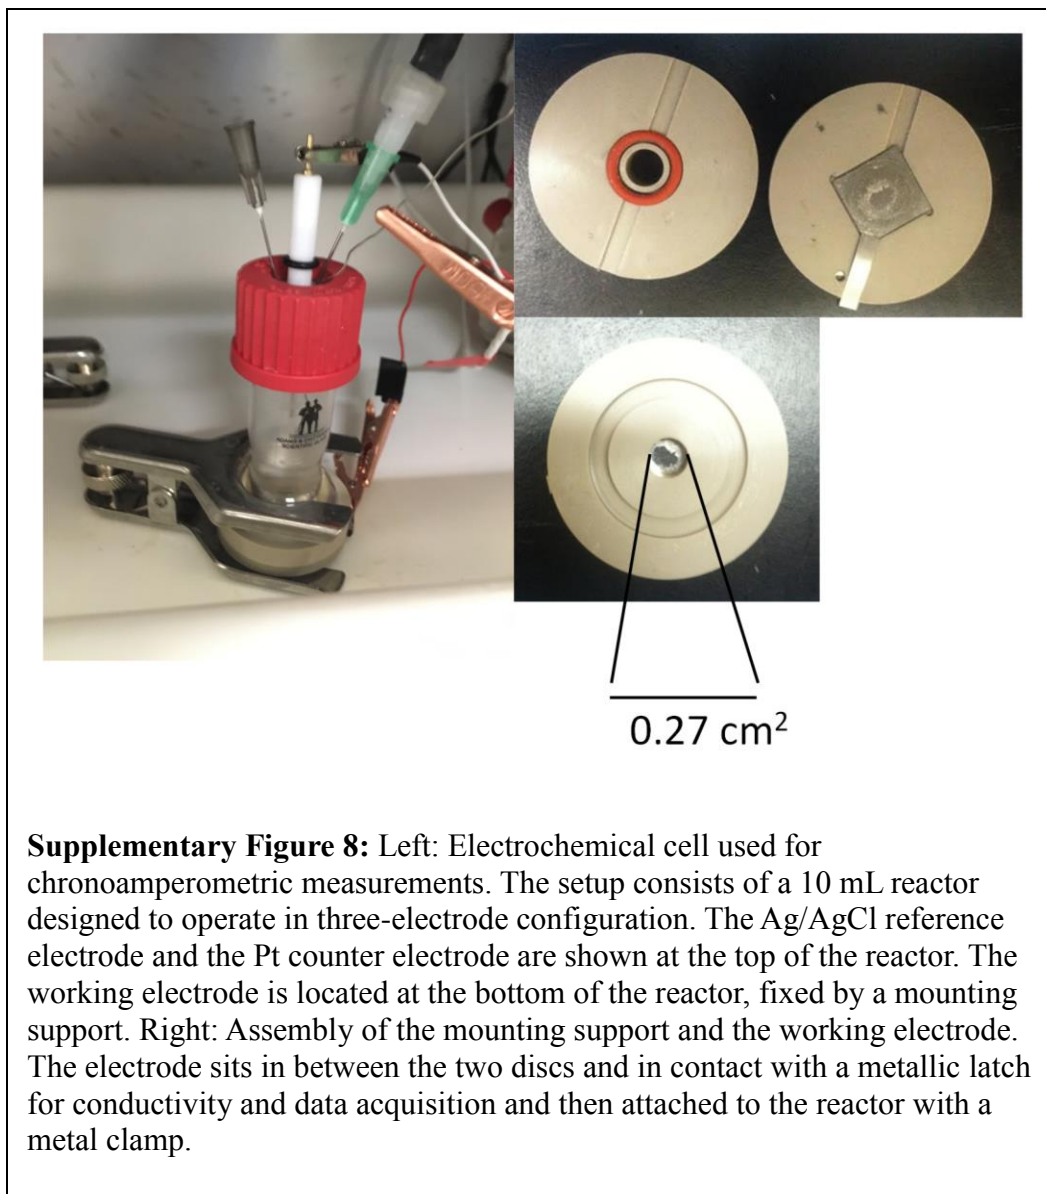 0.27 cm²
Supplementary Figure 8: Left: Electrochemical cell used for
chronoamperometric measurements. The setup consists of a 10 mL reactor
designed to operate in three-electrode configuration. The Ag/AgCl reference
electrode and the Pt counter electrode are shown at the top of the reactor. The
working electrode is located at the bottom of the reactor, fixed by a mounting
support. Right: Assembly of the mounting support and the working electrode.
The electrode sits in between the two discs and in contact with a metallic latch
for conductivity and data acquisition and then attached to the reactor with a
metal clamp.